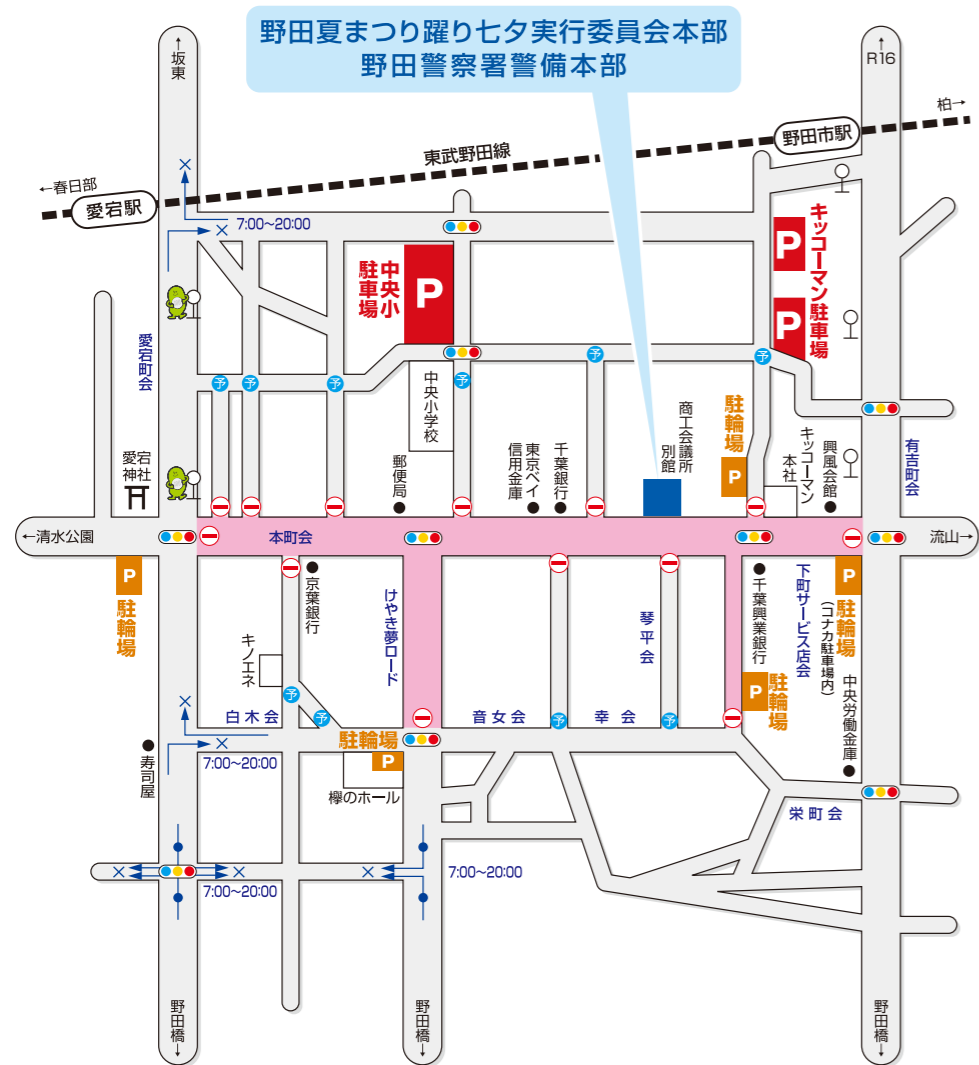 野田夏まつり躍り七夕実行委員会本部
野田警察署警備本部
↑坂東
↑R16
柏→
野田市駅
東武野田線
←春日部
愛宕駅
7:00~20:00
中央小駐車場
P
キッコーマン駐車場
P
P
愛宕町会
予
予
予
予
予
予
中央小学校
郵便局
東京ベイ信用金庫
千葉銀行
商工会議所別館
駐輪場
P
キッコーマン本社
興風会館
有吉町会
愛宕神社
←清水公園
本町会
流山→
P
駐輪場
京葉銀行
けやき夢ロード
琴平会
千葉興業銀行
下町サービス店会
P
駐輪場
(コナカ駐車場内)
キノエネ
予
予
白木会
音女会
予
幸会
予
P
駐輪場
中央労働金庫
駐輪場
P
欅のホール
7:00~20:00
寿司屋
栄町会
7:00~20:00
7:00~20:00
野田橋↓
野田橋↓
野田橋↓